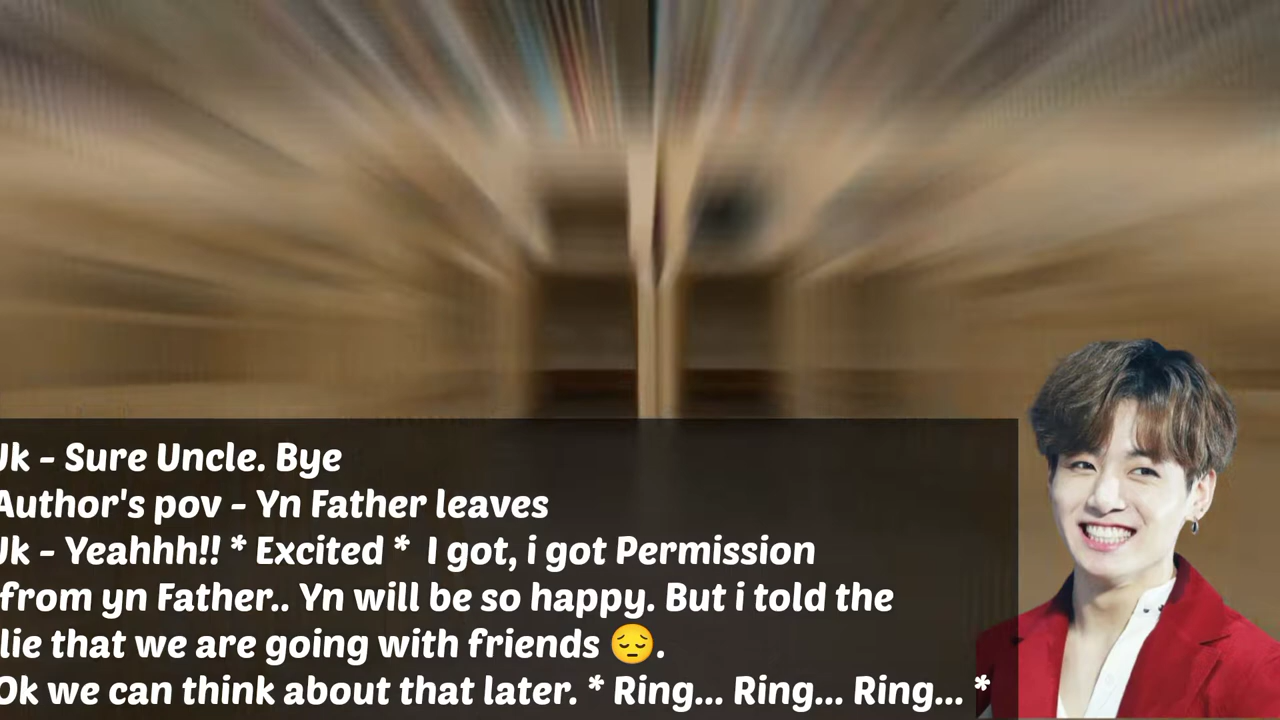 Jk - Sure Uncle. Bye
Author's pov - Yn Father leaves
Jk - Yeahhh!! * Excited * I got, i got Permission
from yn Father.. Yn will be so happy. But i told the
lie that we are going with friends 😔.
Ok we can think about that later. * Ring... Ring... Ring... *